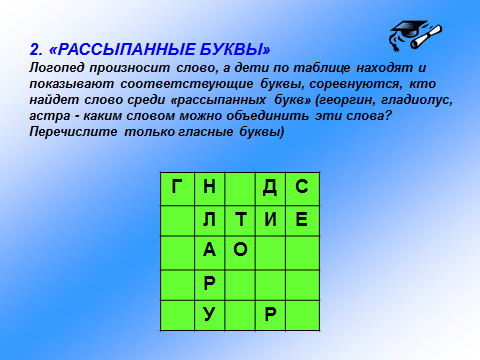 2. «РАССЫПАННЫЕ БУКВЫ»
Логопед произносит слово, а дети по таблице находят и
показывают соответствующие буквы, соревнуются, кто
найдет слово среди «рассыпанных букв» (георгин, гладиолус,
астра - каким словом можно объединить эти слова?
Перечислите только гласные буквы)
Г Н Д С
Л Т И Е
А О
Р
У Р